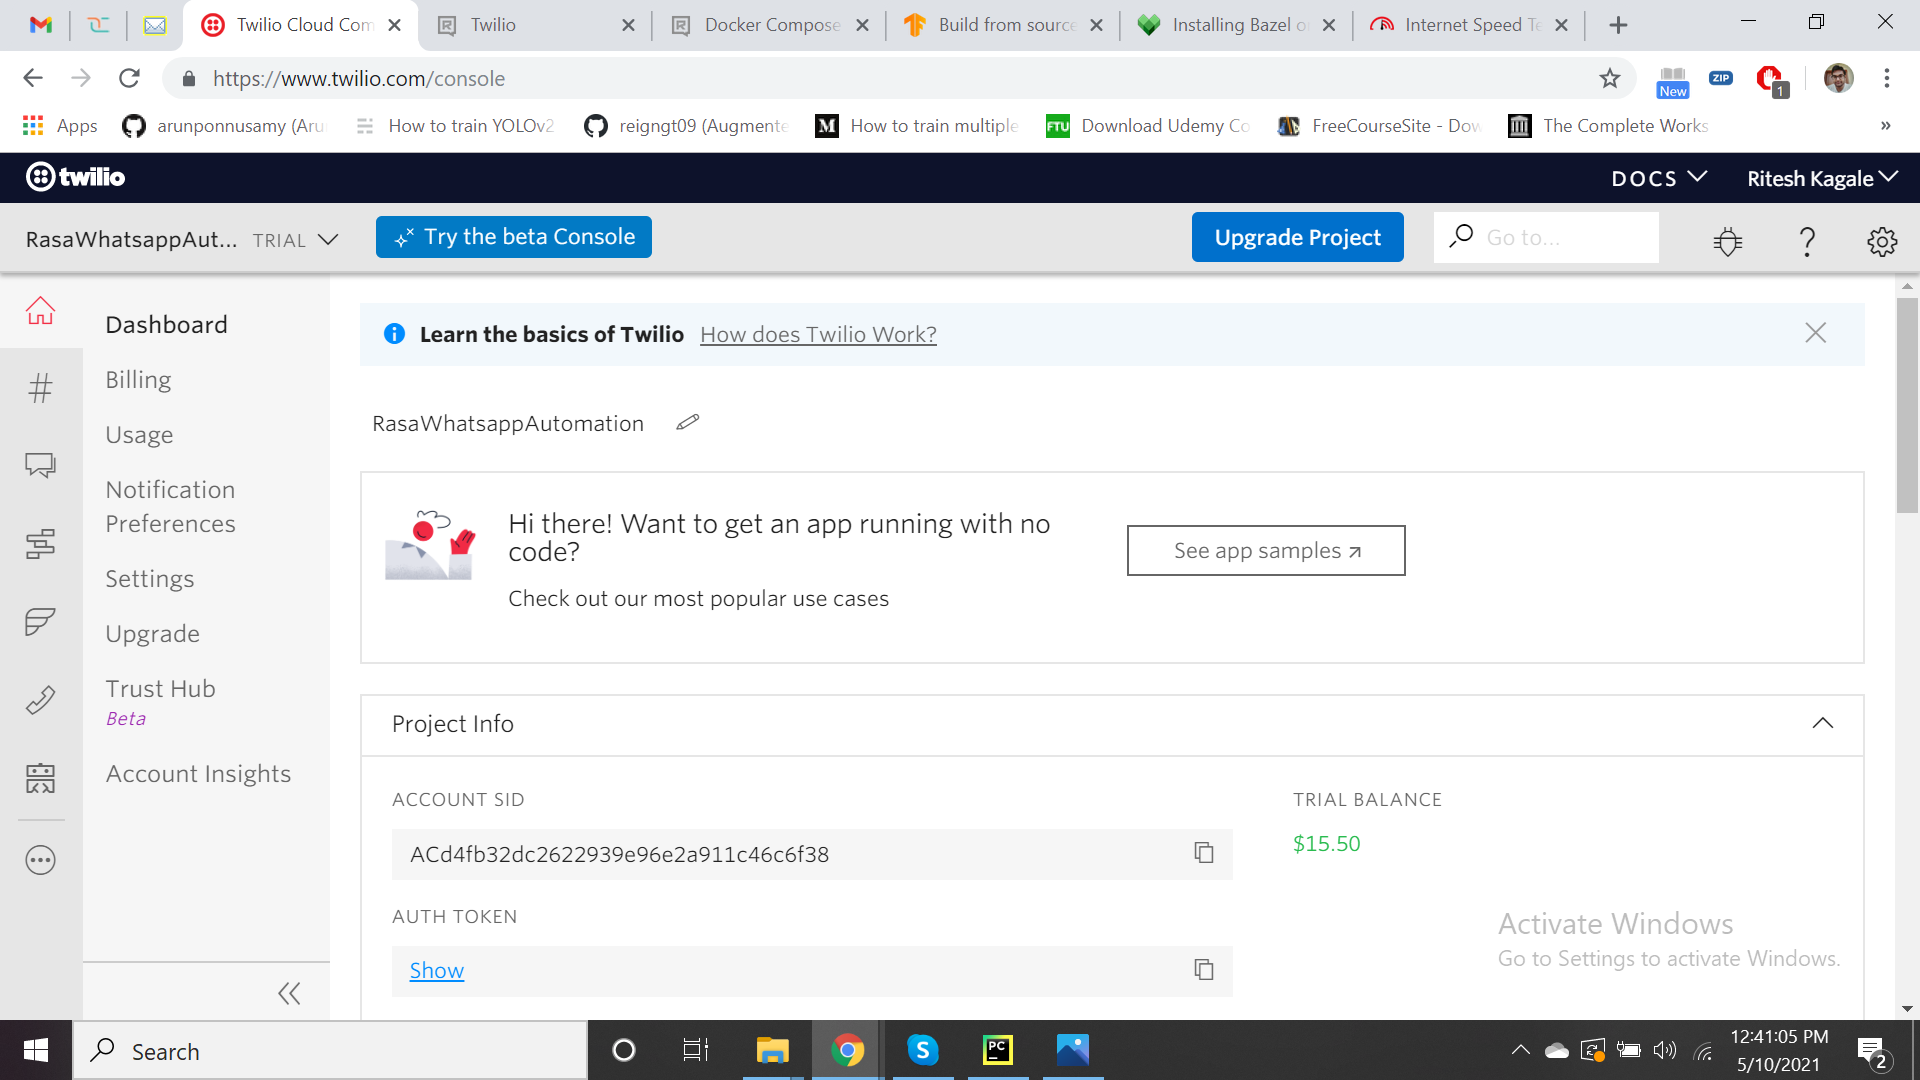 Twilio Cloud Com
Twilio
Docker Compose
Build from source
Installing Bazel o
Internet Speed Te
https://www.twilio.com/console
New
ZIP
1
Apps
arunponnusamy (Aru
How to train YOLOv2
reigngt09 (Augmente
M
How to train multiple
FTU
Download Udemy Co
FreeCourseSite - Dow
The Complete Works
»
twilio
DOCS
Ritesh Kagale
RasaWhatsappAut...
TRIAL
Try the beta Console
Upgrade Project
Go to...
Dashboard
Billing
Usage
Notification
Preferences
Settings
Upgrade
Trust Hub
Beta
Account Insights
Learn the basics of Twilio How does Twilio Work?
RasaWhatsappAutomation
Hi there! Want to get an app running with no
code?
Check out our most popular use cases
See app samples
Project Info
ACCOUNT SID
ACd4fb32dc2622939e96e2a911c46c6f38
AUTH TOKEN
Show
TRIAL BALANCE
$15.50
Activate Windows
Go to Settings to activate Windows.
Search
S
PC
12:41:05 PM
5/10/2021
2